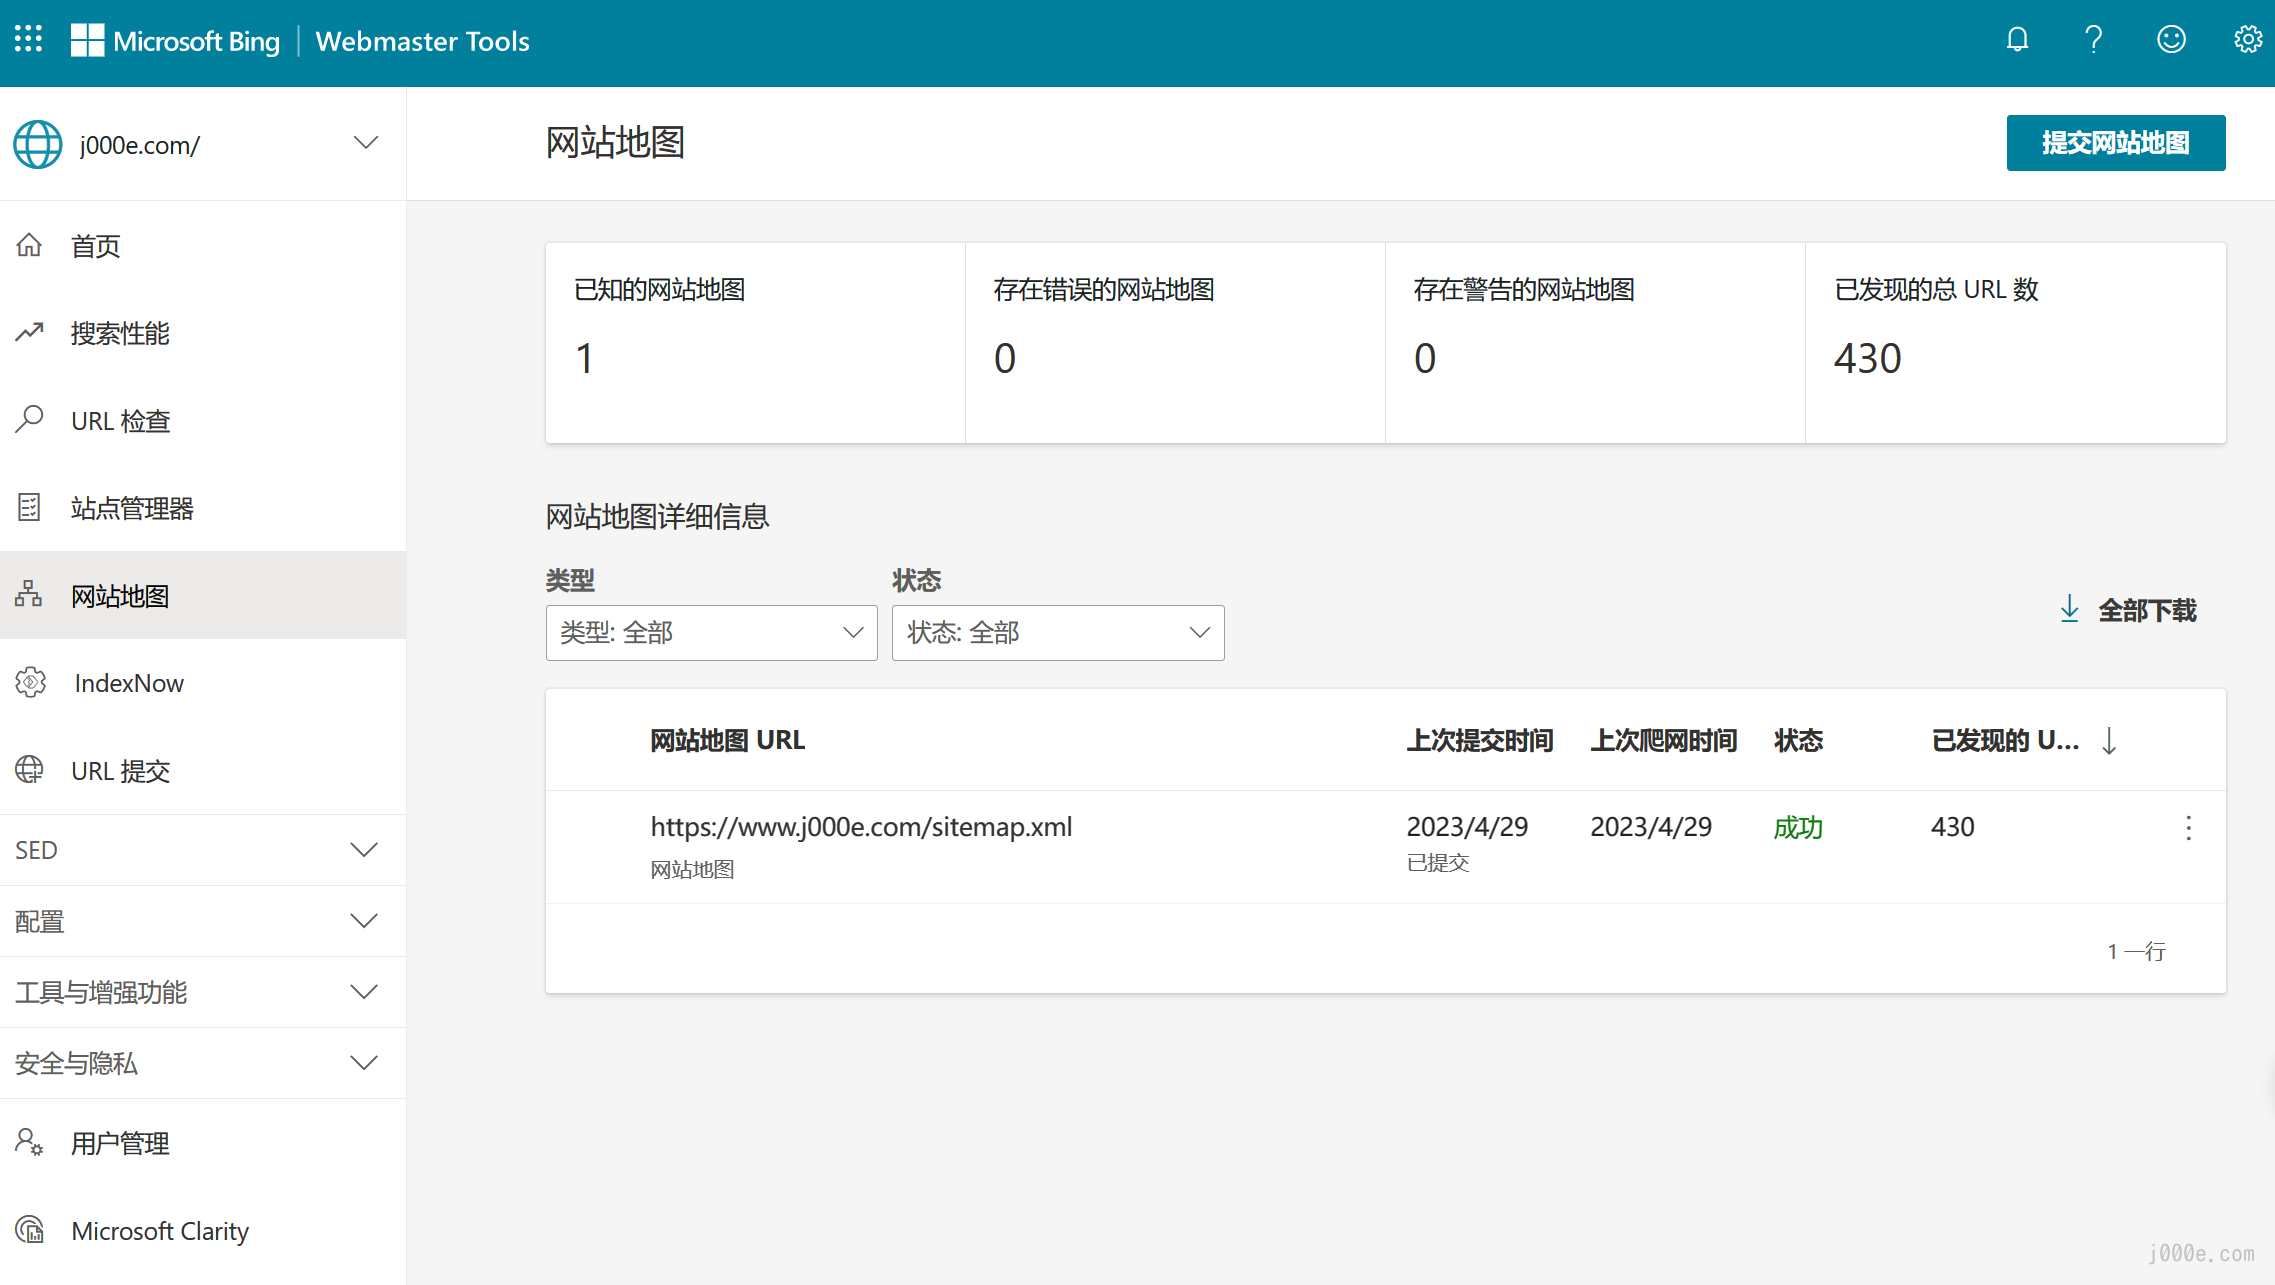 Microsoft Bing | Webmaster Tools
j000e.com/
首页
搜索性能
URL 检查
站点管理器
网站地图
IndexNow
URL 提交
SED
配置
工具与增强功能
安全与隐私
用户管理
Microsoft Clarity
网站地图
提交网站地图
已知的网站地图
1
存在错误的网站地图
0
存在警告的网站地图
0
已发现的总 URL 数
430
网站地图详细信息
类型
类型: 全部
状态
状态: 全部
全部下载
网站地图 URL 上次提交时间 上次爬网时间 状态 已发现的 U...
https://www.j000e.com/sitemap.xml 2023/4/29 2023/4/29 成功 430
网站地图 已提交
1 一行
j000e.com